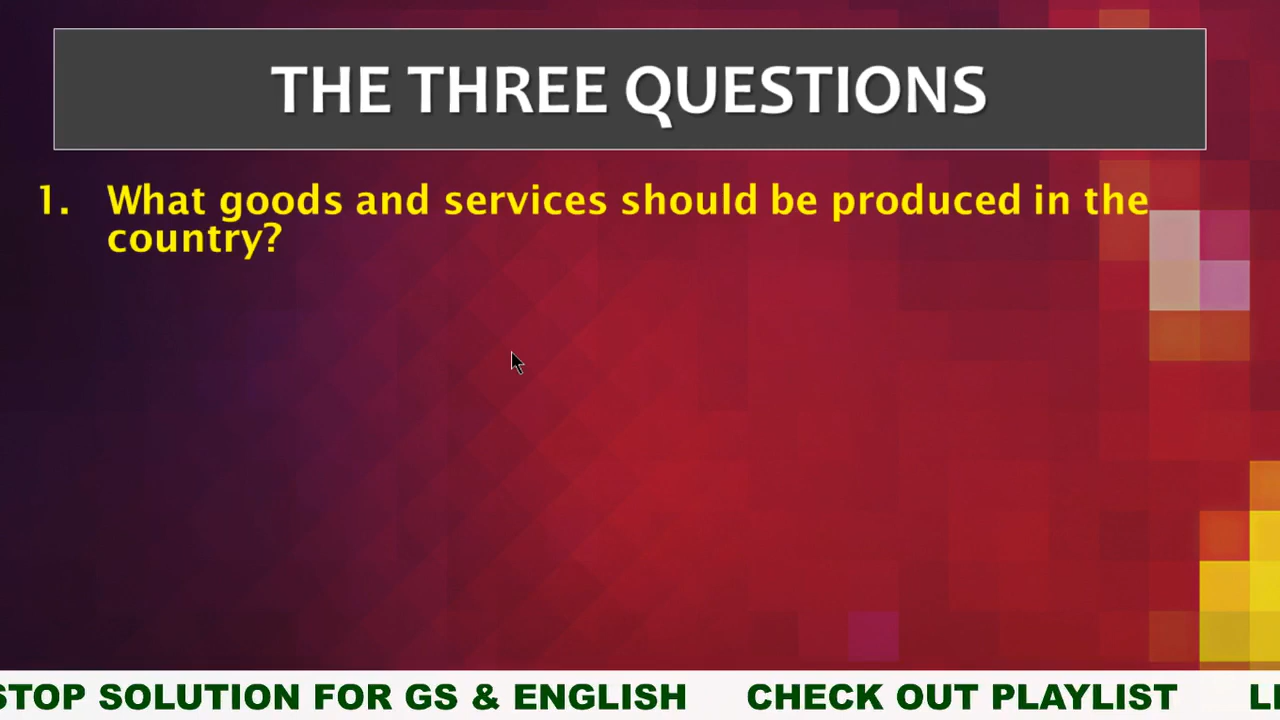 THE THREE QUESTIONS
1. What goods and services should be produced in the
country?
STOP SOLUTION FOR GS & ENGLISH CHECK OUT PLAYLIST